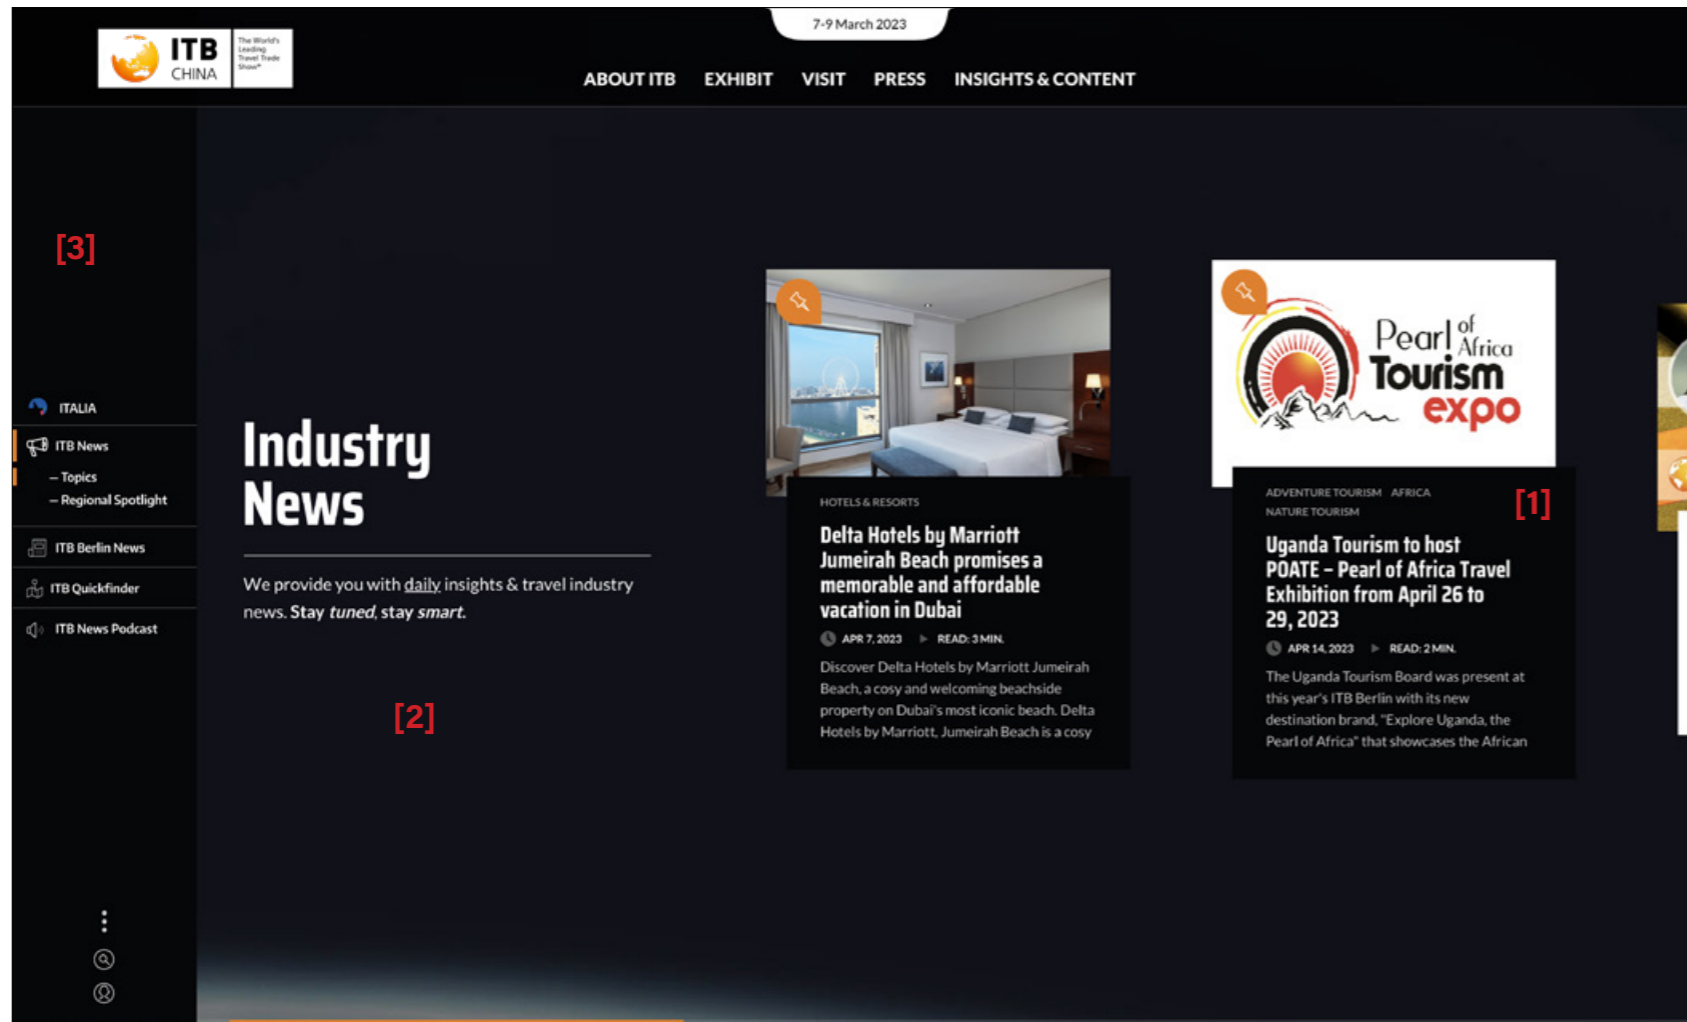 7-9 March 2023
ITB
CHINA
The World's
Leading
Travel Trade
Show®
ABOUT ITB EXHIBIT VISIT PRESS INSIGHTS & CONTENT
[3]
ITALIA
ITB News
– Topics
– Regional Spotlight
ITB Berlin News
ITB Quickfinder
ITB News Podcast
Industry
News
We provide you with daily insights & travel industry
news. Stay tuned, stay smart.
[2]
HOTELS & RESORTS
Delta Hotels by Marriott
Jumeirah Beach promises a
memorable and affordable
vacation in Dubai
APR 7, 2023 READ: 3 MIN.
Discover Delta Hotels by Marriott Jumeirah
Beach, a cosy and welcoming beachside
property on Dubai's most iconic beach. Delta
Hotels by Marriott, Jumeirah Beach is a cosy
Pearl of Africa
Tourism
expo
[1]
ADVENTURE TOURISM AFRICA
NATURE TOURISM
Uganda Tourism to host
POATE – Pearl of Africa Travel
Exhibition from April 26 to
29, 2023
APR 14, 2023 READ: 2 MIN.
The Uganda Tourism Board was present at
this year's ITB Berlin with its new
destination brand, "Explore Uganda, the
Pearl of Africa" that showcases the African